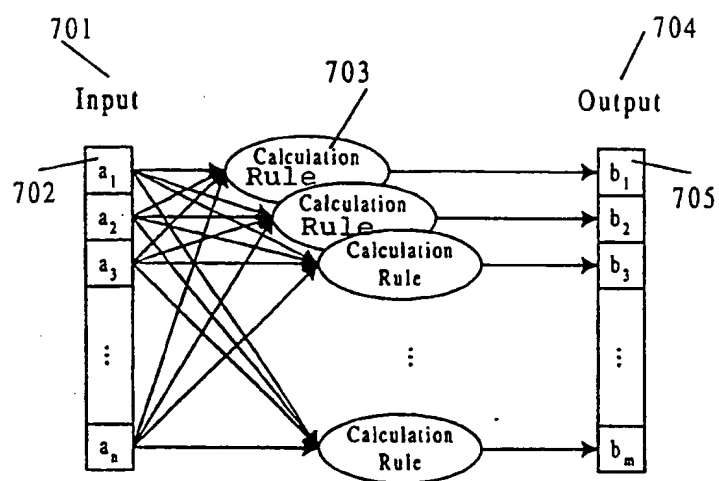 701
704
703
Input
Output
Calculation
Rule
702
a1
b1
705
Calculation
Rule
a2
b2
Calculation
Rule
a3
b3
⋮
⋮
⋮
Calculation
Rule
an
bm